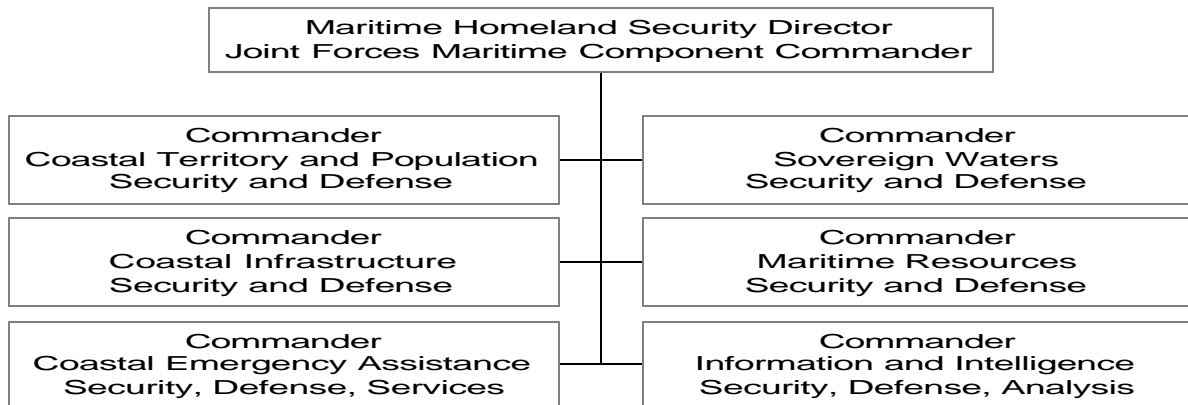 Maritime Homeland Security Director
Joint Forces Maritime Component Commander
Commander
Coastal Territory and Population
Security and Defense
Commander
Sovereign Waters
Security and Defense
Commander
Coastal Infrastructure
Security and Defense
Commander
Maritime Resources
Security and Defense
Commander
Coastal Emergency Assistance
Security, Defense, Services
Commander
Information and Intelligence
Security, Defense, Analysis